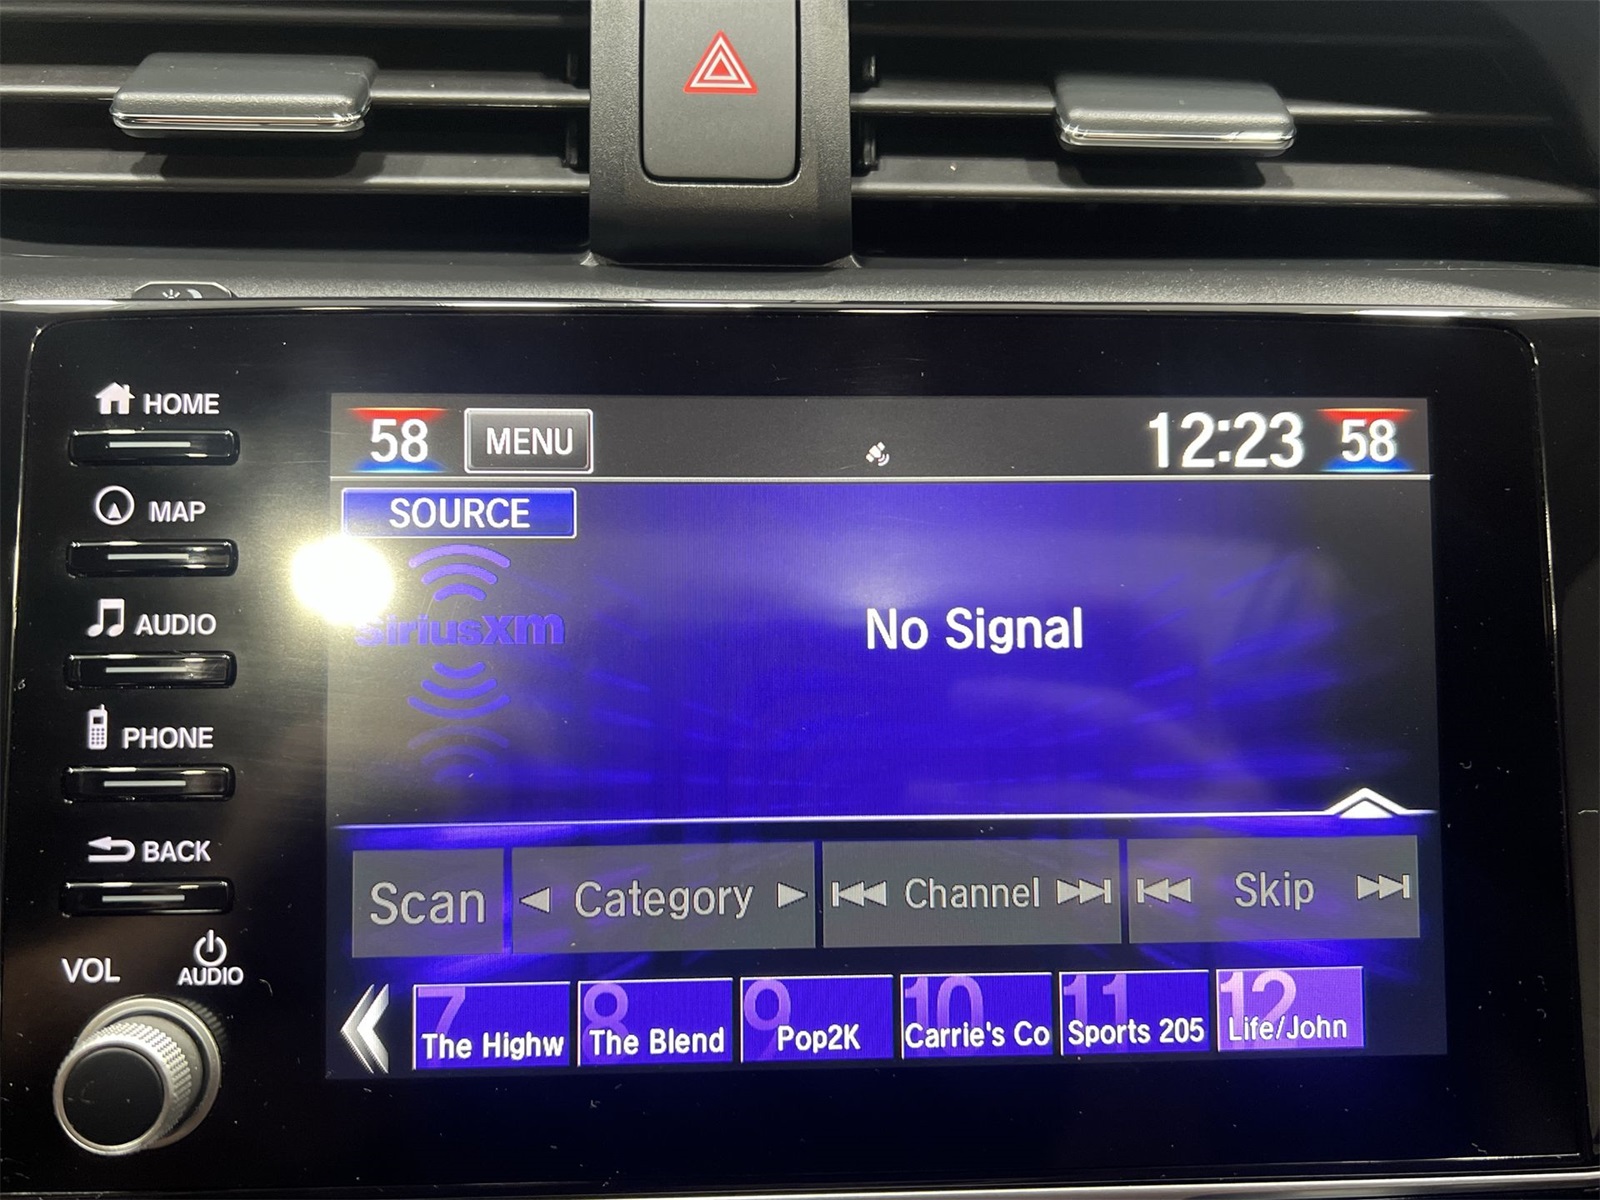 HOME
MAP
AUDIO
PHONE
BACK
VOL
AUDIO
58
MENU
12:23
58
SOURCE
siriusxm
No Signal
Scan
Category
Channel
Skip
7
The Highw
8
The Blend
9
Pop2K
10
Carrie's Co
11
Sports 205
12
Life/John